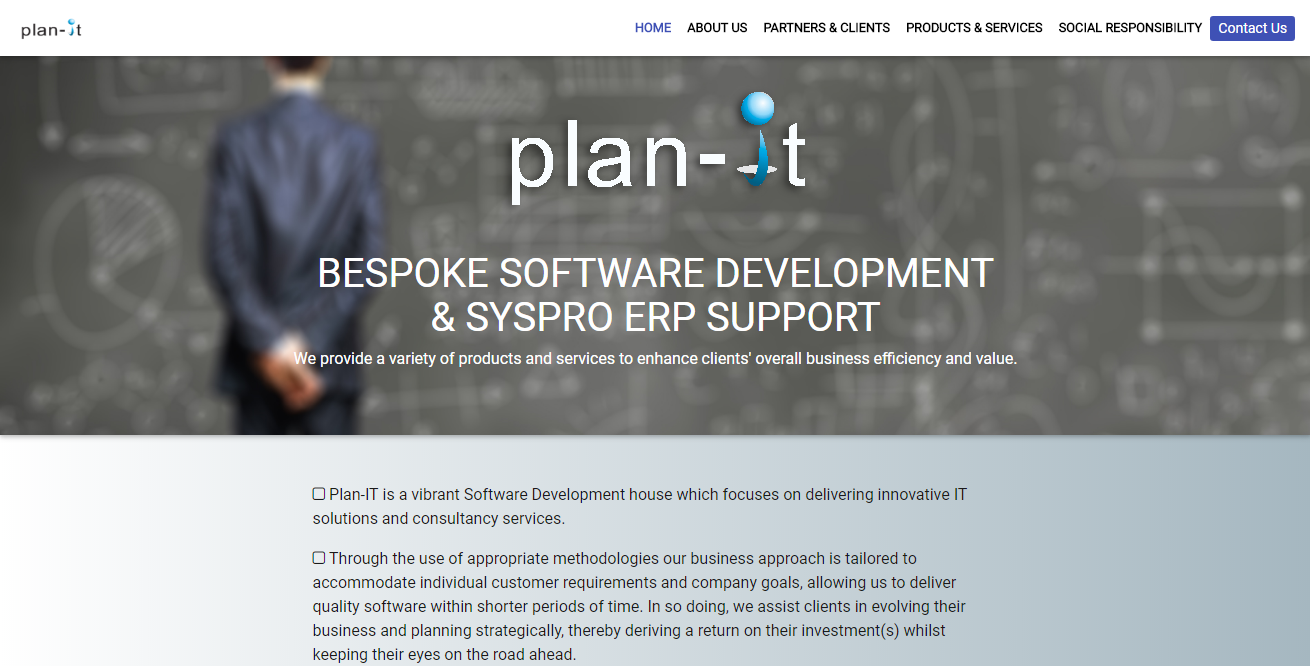 plan-it
HOME ABOUT US PARTNERS & CLIENTS PRODUCTS & SERVICES SOCIAL RESPONSIBILITY Contact Us
plan-it
BESPOKE SOFTWARE DEVELOPMENT
& SYSPRO ERP SUPPORT
We provide a variety of products and services to enhance clients' overall business efficiency and value.
Plan-IT is a vibrant Software Development house which focuses on delivering innovative IT
solutions and consultancy services.
Through the use of appropriate methodologies our business approach is tailored to
accommodate individual customer requirements and company goals, allowing us to deliver
quality software within shorter periods of time. In so doing, we assist clients in evolving their
business and planning strategically, thereby deriving a return on their investment(s) whilst
keeping their eyes on the road ahead.